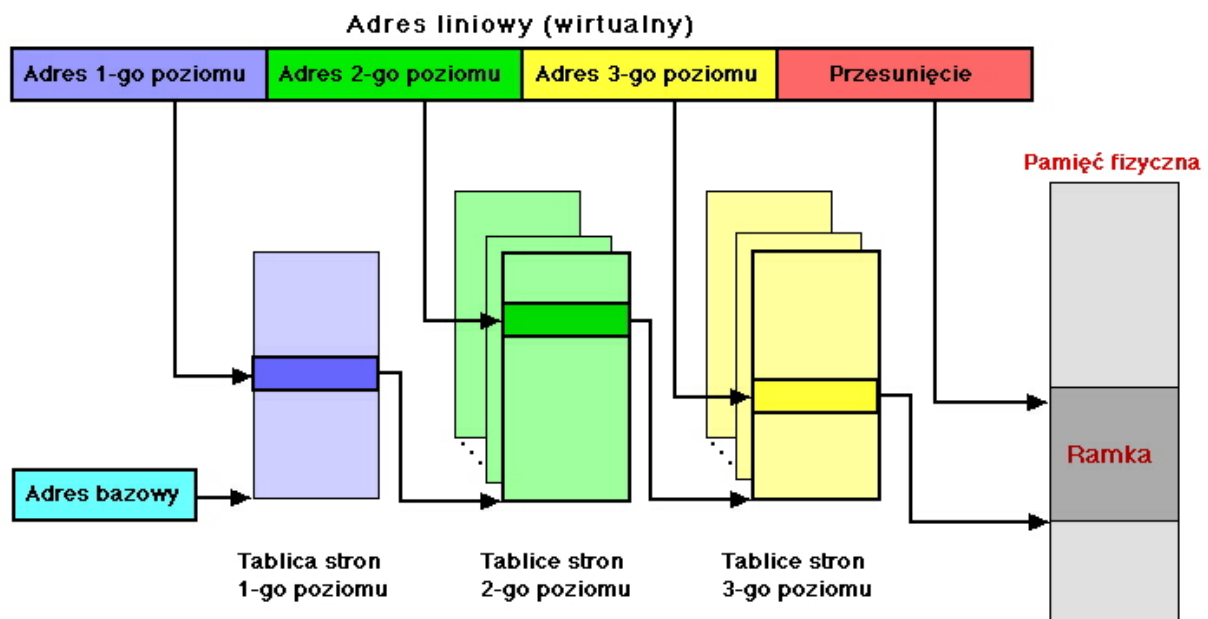 Adres liniowy (wirtualny)
Adres 1-go poziomu
Adres 2-go poziomu
Adres 3-go poziomu
Przesunięcie
Pamięć fizyczna
Ramka
Adres bazowy
Tablica stron
1-go poziomu
Tablice stron
2-go poziomu
Tablice stron
3-go poziomu